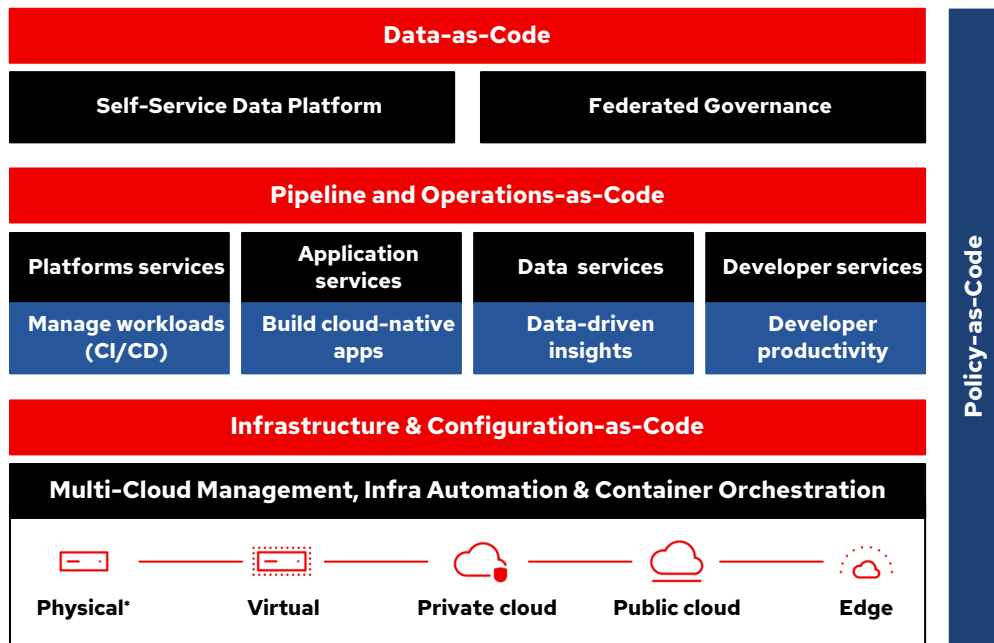 Data-as-Code
Self-Service Data Platform
Federated Governance
Pipeline and Operations-as-Code
Platforms services
Manage workloads
(CI/CD)
Application
services
Build cloud-native
apps
Data services
Data-driven
insights
Developer services
Developer
productivity
Infrastructure & Configuration-as-Code
Multi-Cloud Management, Infra Automation & Container Orchestration
Physical*
Virtual
Private cloud
Public cloud
Edge
Policy-as-Code